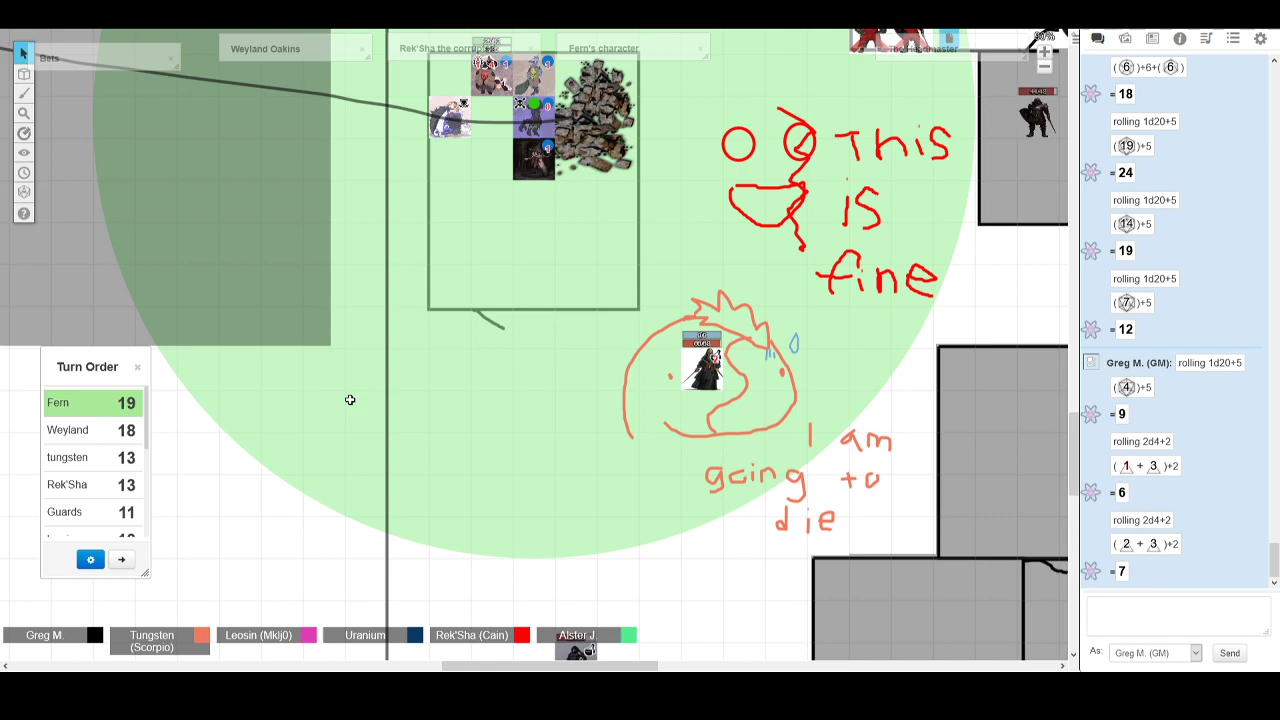 Bets
Weyland Oakins
Rek'Sha the corrup
Fern's character
90%
(6)+6+(6)
= 18
rolling 1d20+5
(19)+5
= 24
rolling 1d20+5
(14)+5
= 19
rolling 1d20+5
(7)+5
= 12
Greg M. (GM): rolling 1d20+5
(4)+5
= 9
rolling 2d4+2
(1 + 3)+2
= 6
rolling 2d4+2
(2 + 3)+2
= 7
This
is
fine
I am
going to
die
Turn Order
Fern 19
Weyland 18
tungsten 13
Rek'Sha 13
Guards 11
Greg M.
Tungsten (Scorpio)
Leosin (Mklj0)
Uranium
Rek'Sha (Cain)
Alster J.
As: Greg M. (GM) Send